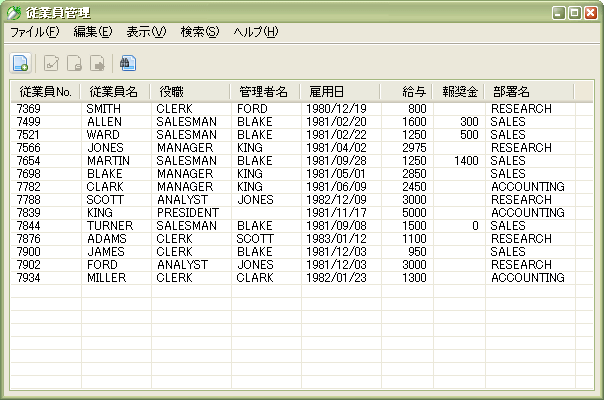 従業員管理
ファイル(F) 編集(E) 表示(V) 検索(S) ヘルプ(H)
従業員No. 従業員名 役職 管理者名 雇用日 給与 報奨金 部署名
7369 SMITH CLERK FORD 1980/12/19 800 RESEARCH
7499 ALLEN SALESMAN BLAKE 1981/02/20 1600 300 SALES
7521 WARD SALESMAN BLAKE 1981/02/22 1250 500 SALES
7566 JONES MANAGER KING 1981/04/02 2975 RESEARCH
7654 MARTIN SALESMAN BLAKE 1981/09/28 1250 1400 SALES
7698 BLAKE MANAGER KING 1981/05/01 2850 SALES
7782 CLARK MANAGER KING 1981/06/09 2450 ACCOUNTING
7788 SCOTT ANALYST JONES 1982/12/09 3000 RESEARCH
7839 KING PRESIDENT 1981/11/17 5000 ACCOUNTING
7844 TURNER SALESMAN BLAKE 1981/09/08 1500 0 SALES
7876 ADAMS CLERK SCOTT 1983/01/12 1100 RESEARCH
7900 JAMES CLERK BLAKE 1981/12/03 950 SALES
7902 FORD ANALYST JONES 1981/12/03 3000 RESEARCH
7934 MILLER CLERK CLARK 1982/01/23 1300 ACCOUNTING